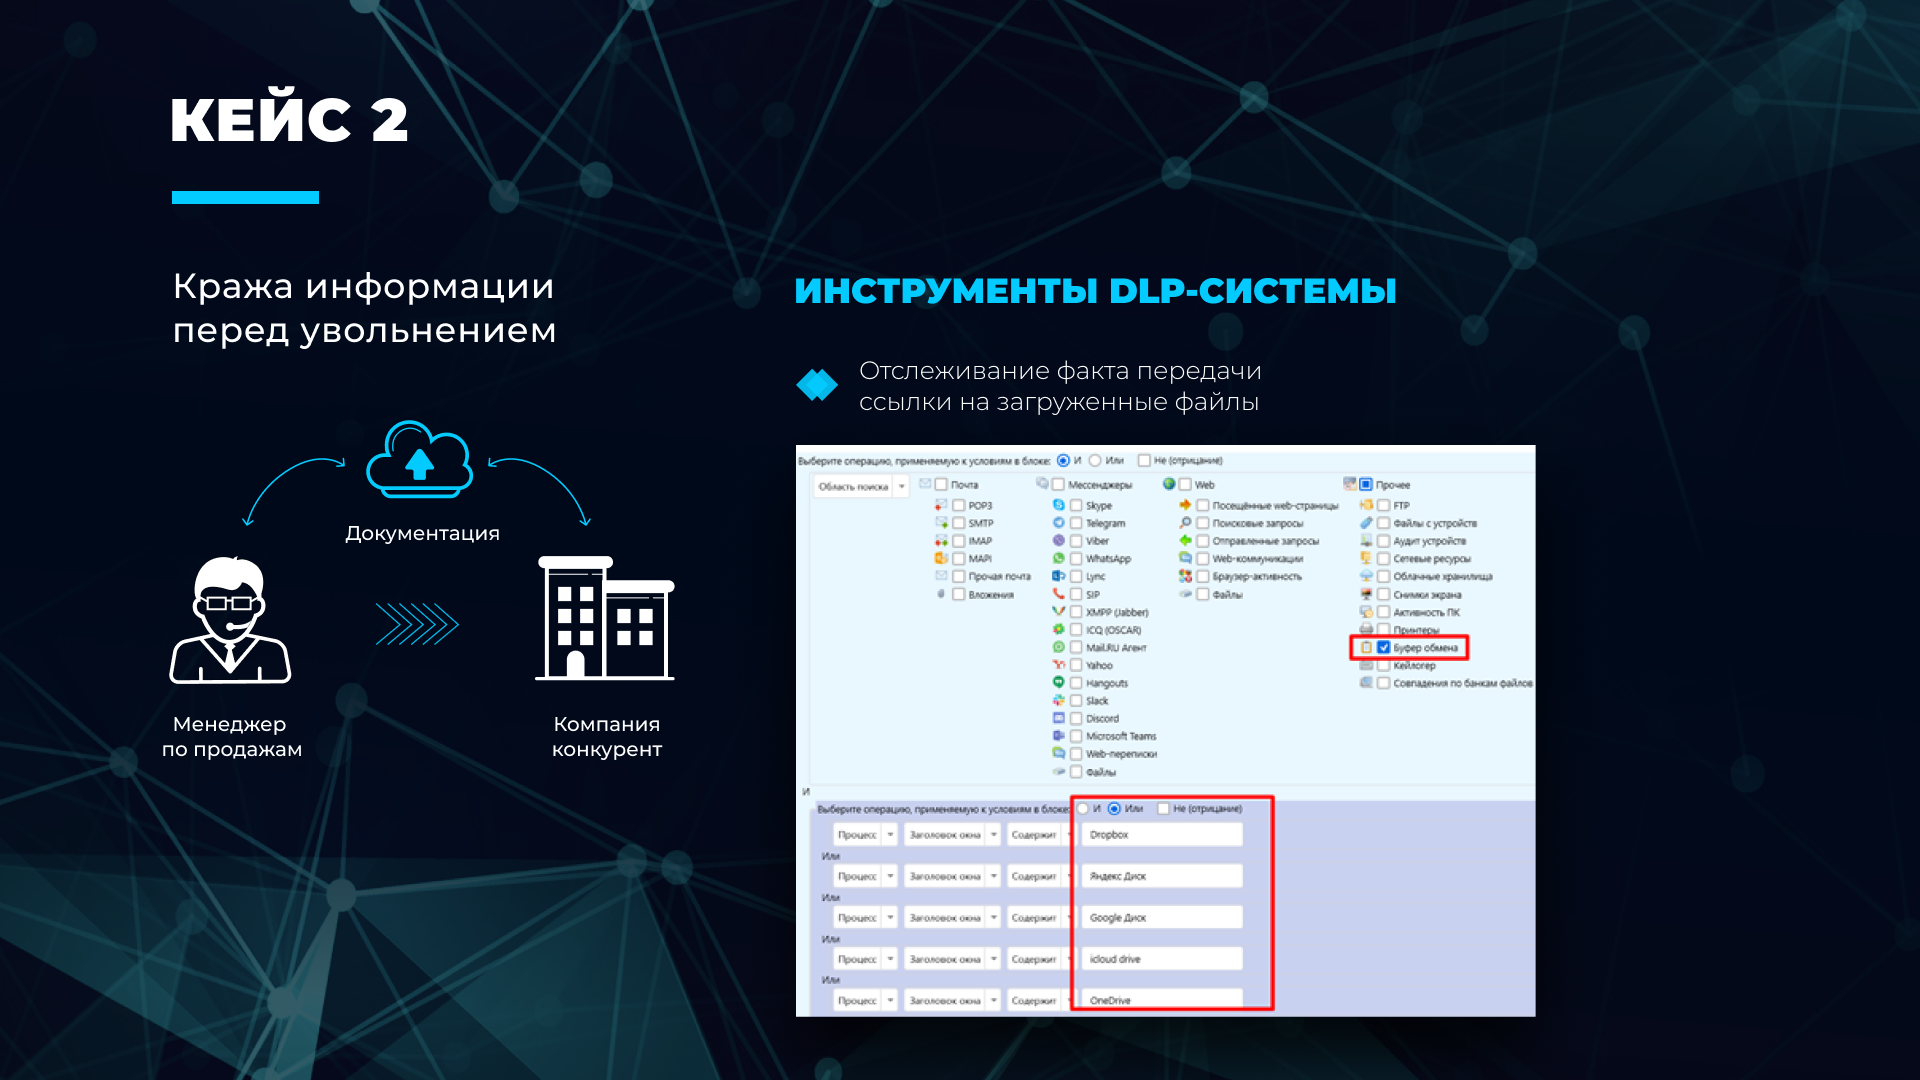 КЕЙС 2
Кража информации
перед увольнением
Документация
Менеджер
по продажам
Компания
конкурент
ИНСТРУМЕНТЫ DLP-СИСТЕМЫ
Отслеживание факта передачи
ссылки на загруженные файлы
Выберите операцию, применяемую к условиям в блоке: И Или Не (отрицание)
Область поиска
Почта
POP3
SMTP
IMAP
MAPI
Прочая почта
Вложения
Мессенджеры
Skype
Telegram
Viber
WhatsApp
Lync
SIP
XMPP (Jabber)
ICQ (OSCAR)
Mail.RU Агент
Yahoo
Hangouts
Slack
Discord
Microsoft Teams
Web-переписки
Файлы
Web
Посещённые web-страницы
Поисковые запросы
Отправленные запросы
Web-коммуникации
Браузер-активность
Файлы
Прочее
FTP
Файлы с устройств
Аудит устройств
Сетевые ресурсы
Облачные хранилища
Снимки экрана
Активность ПК
Принтеры
Буфер обмена
Кейлогер
Совпадения по банкам файлов
И
Выберите операцию, применяемую к условиям в блоке: И Или Не (отрицание)
Процесс Заголовок окна Содержит Dropbox
Или
Процесс Заголовок окна Содержит Яндекс Диск
Или
Процесс Заголовок окна Содержит Google Диск
Или
Процесс Заголовок окна Содержит icloud drive
Или
Процесс Заголовок окна Содержит OneDrive